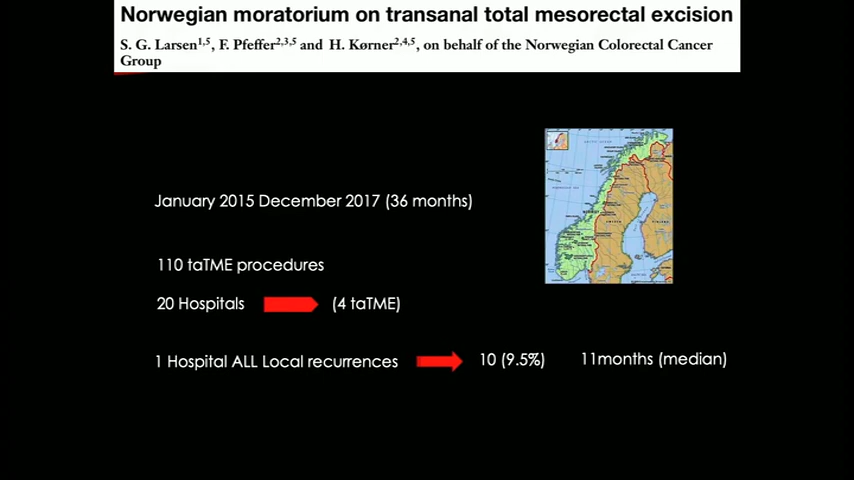 Norwegian moratorium on transanal total mesorectal excision
S. G. Larsen1,5, F. Pfeffer2,3,5 and H. Kørner2,4,5, on behalf of the Norwegian Colorectal Cancer
Group
January 2015 December 2017 (36 months)
110 taTME procedures
20 Hospitals (4 taTME)
1 Hospital ALL Local recurrences 10 (9.5%) 11months (median)